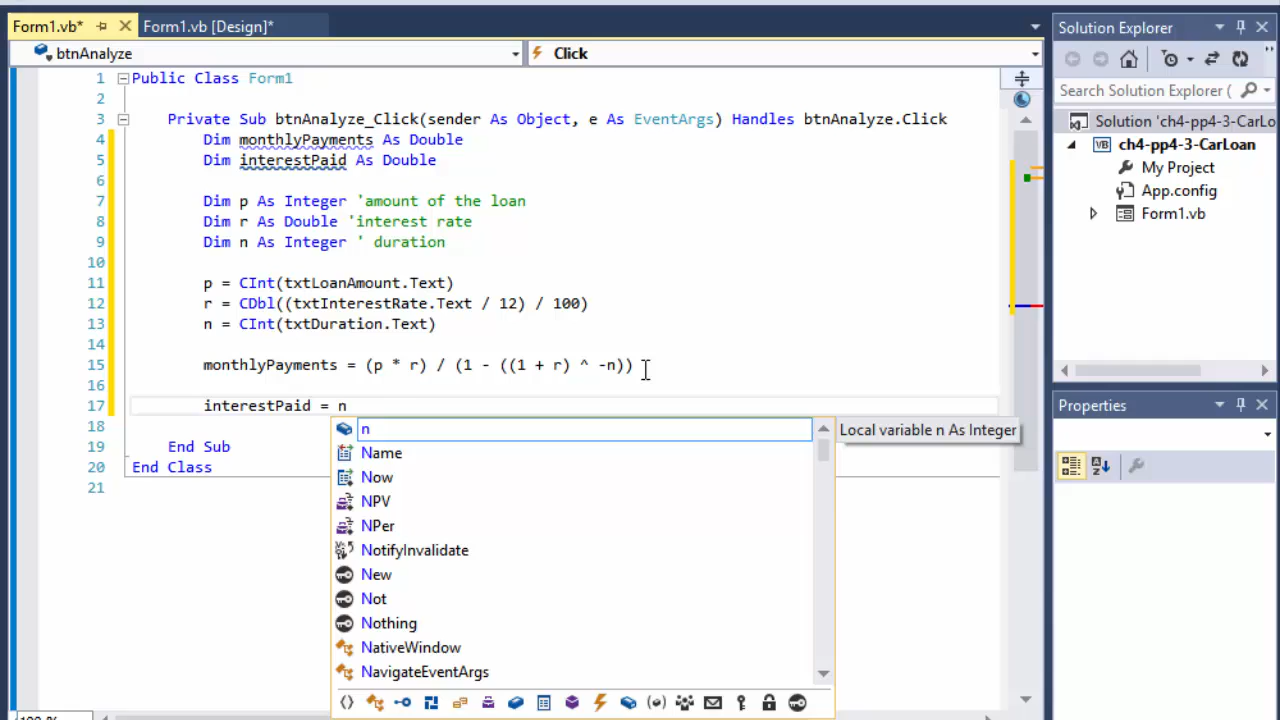 Form1.vb* Form1.vb [Design]*
btnAnalyze Click
1 Public Class Form1
2
3 Private Sub btnAnalyze_Click(sender As Object, e As EventArgs) Handles btnAnalyze.Click
4 Dim monthlyPayments As Double
5 Dim interestPaid As Double
6
7 Dim p As Integer 'amount of the loan
8 Dim r As Double 'interest rate
9 Dim n As Integer ' duration
10
11 p = CInt(txtLoanAmount.Text)
12 r = CDbl((txtInterestRate.Text / 12) / 100)
13 n = CInt(txtDuration.Text)
14
15 monthlyPayments = (p * r) / (1 - ((1 + r) ^ -n))
16
17 interestPaid = n
18
19 End Sub
20 End Class
21
n
Name
Now
NPV
NPer
NotifyInvalidate
New
Not
Nothing
NativeWindow
NavigateEventArgs
Local variable n As Integer
Solution Explorer
Search Solution Explorer (
Solution 'ch4-pp4-3-CarLo
ch4-pp4-3-CarLoan
My Project
App.config
Form1.vb
Properties
100 %